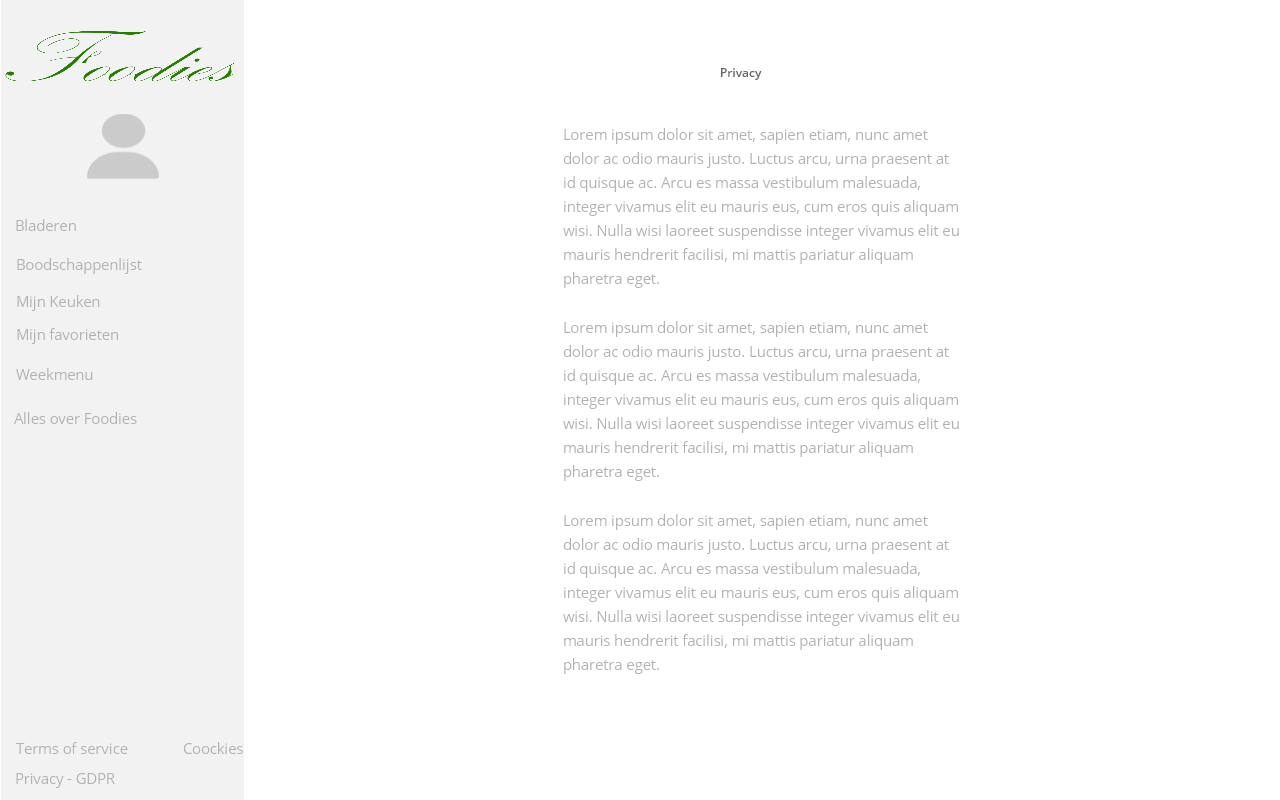 Foodies
Bladeren
Boodschappenlijst
Mijn Keuken
Mijn favorieten
Weekmenu
Alles over Foodies
Terms of service
Coockies
Privacy - GDPR
Privacy
Lorem ipsum dolor sit amet, sapien etiam, nunc amet
dolor ac odio mauris justo. Luctus arcu, urna praesent at
id quisque ac. Arcu es massa vestibulum malesuada,
integer vivamus elit eu mauris eus, cum eros quis aliquam
wisi. Nulla wisi laoreet suspendisse integer vivamus elit eu
mauris hendrerit facilisi, mi mattis pariatur aliquam
pharetra eget.
Lorem ipsum dolor sit amet, sapien etiam, nunc amet
dolor ac odio mauris justo. Luctus arcu, urna praesent at
id quisque ac. Arcu es massa vestibulum malesuada,
integer vivamus elit eu mauris eus, cum eros quis aliquam
wisi. Nulla wisi laoreet suspendisse integer vivamus elit eu
mauris hendrerit facilisi, mi mattis pariatur aliquam
pharetra eget.
Lorem ipsum dolor sit amet, sapien etiam, nunc amet
dolor ac odio mauris justo. Luctus arcu, urna praesent at
id quisque ac. Arcu es massa vestibulum malesuada,
integer vivamus elit eu mauris eus, cum eros quis aliquam
wisi. Nulla wisi laoreet suspendisse integer vivamus elit eu
mauris hendrerit facilisi, mi mattis pariatur aliquam
pharetra eget.